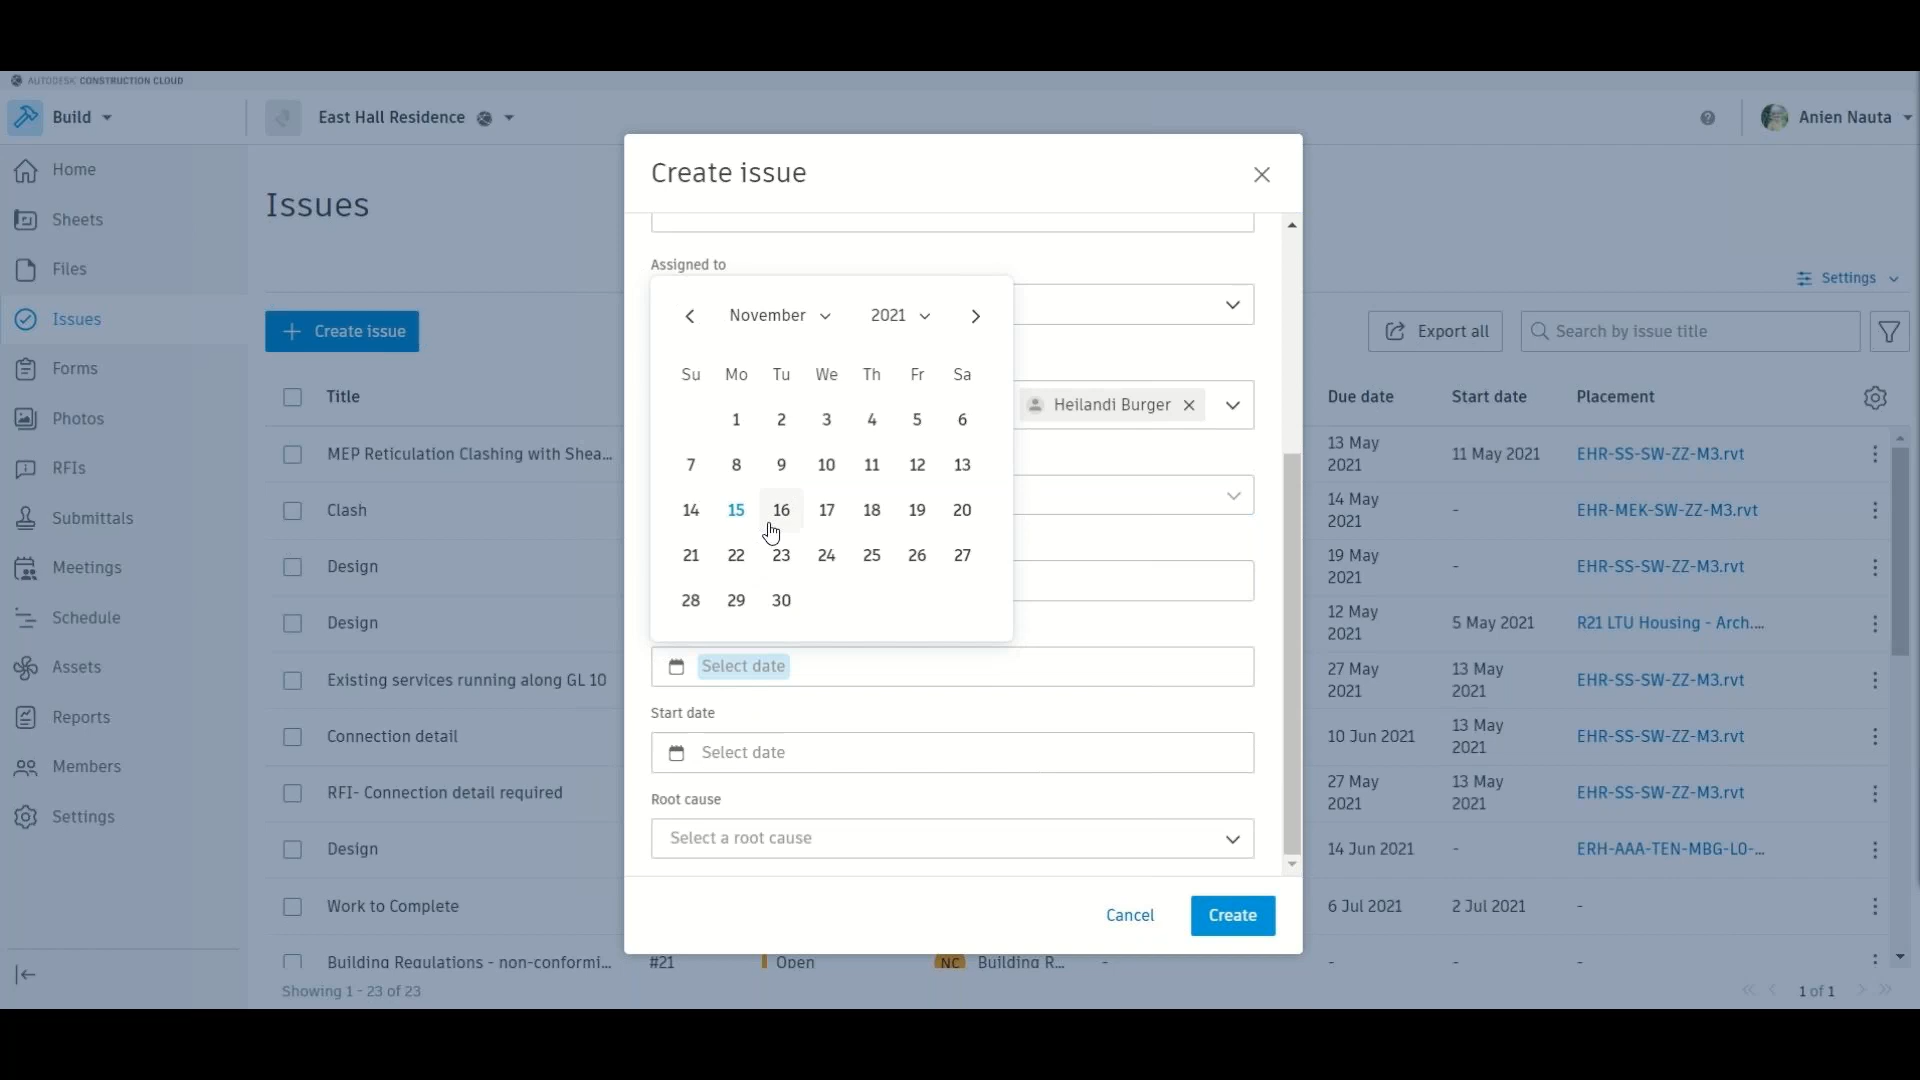 AUTODESK CONSTRUCTION CLOUD
Build
East Hall Residence
Anien Nauta
Home
Sheets
Files
Issues
Forms
Photos
RFIs
Submittals
Meetings
Schedule
Assets
Reports
Members
Settings
Issues
Settings
Create issue
Export all
Search by issue title
Title
Due date
Start date
Placement
MEP Reticulation Clashing with Shea...
13 May
2021
11 May 2021
EHR-SS-SW-ZZ-M3.rvt
Clash
14 May
2021
-
EHR-MEK-SW-ZZ-M3.rvt
Design
19 May
2021
-
EHR-SS-SW-ZZ-M3.rvt
Design
12 May
2021
5 May 2021
R21 LTU Housing - Arch....
Existing services running along GL 10
27 May
2021
13 May
2021
EHR-SS-SW-ZZ-M3.rvt
Connection detail
10 Jun 2021
13 May
2021
EHR-SS-SW-ZZ-M3.rvt
RFI- Connection detail required
27 May
2021
13 May
2021
EHR-SS-SW-ZZ-M3.rvt
Design
14 Jun 2021
-
ERH-AAA-TEN-MBG-L0-...
Work to Complete
6 Jul 2021
2 Jul 2021
-
Building Regulations - non-conformi...
#21
Open
NC Building R...
-
-
-
-
Showing 1 - 23 of 23
1 of 1
Create issue
Assigned to
November 2021
Su Mo Tu We Th Fr Sa
1 2 3 4 5 6
7 8 9 10 11 12 13
14 15 16 17 18 19 20
21 22 23 24 25 26 27
28 29 30
Heilandi Burger
Select date
Start date
Select date
Root cause
Select a root cause
Cancel
Create